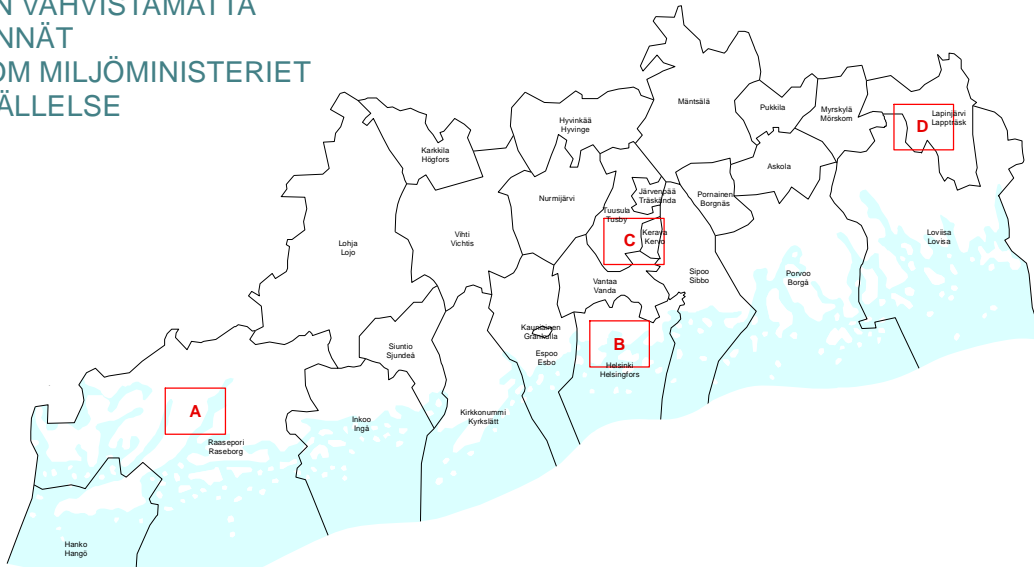 N VAHVISTAMATTA
NNÄT
OM MILJÖMINISTERIET
ÄLLELSE
Mäntsälä
Pukkila
Myrskylä
Mörskom
Lapinjärvi
Lappträsk
D
Hyvinkää
Hyvinge
Karkkila
Högfors
Askola
Nurmijärvi
Järvenpää
Träskända
Pornainen
Borgnäs
Tuusula
Tusby
C
Kerava
Kervo
Vihti
Vichtis
Lohja
Lojo
Loviisa
Lovisa
Sipoo
Sibbo
Porvoo
Borgå
Vantaa
Vanda
Kauniainen
Grankulla
B
Siuntio
Sjundeå
Espoo
Esbo
Helsinki
Helsingfors
A
Kirkkonummi
Kyrkslätt
Inkoo
Ingå
Raasepori
Raseborg
Hanko
Hangö